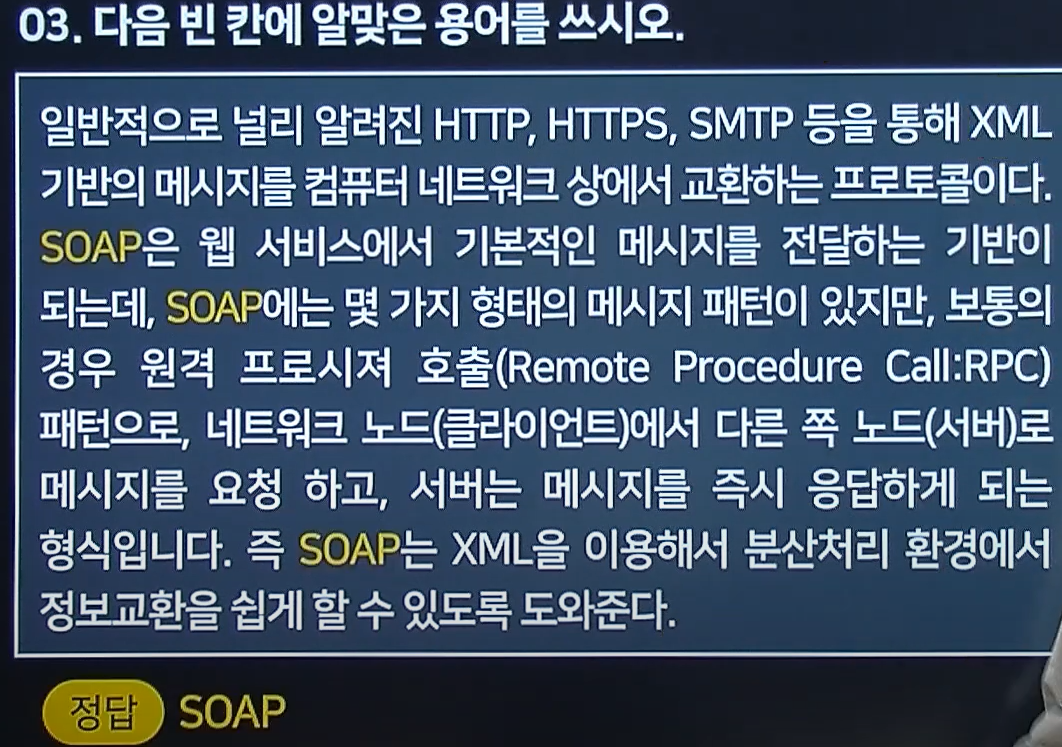 03. 다음 빈 칸에 알맞은 용어를 쓰시오.
일반적으로 널리 알려진 HTTP, HTTPS, SMTP 등을 통해 XML
기반의 메시지를 컴퓨터 네트워크 상에서 교환하는 프로토콜이다.
SOAP은 웹 서비스에서 기본적인 메시지를 전달하는 기반이
되는데, SOAP에는 몇 가지 형태의 메시지 패턴이 있지만, 보통의
경우 원격 프로시져 호출(Remote Procedure Call:RPC)
패턴으로, 네트워크 노드(클라이언트)에서 다른 쪽 노드(서버)로
메시지를 요청 하고, 서버는 메시지를 즉시 응답하게 되는
형식입니다. 즉 SOAP는 XML을 이용해서 분산처리 환경에서
정보교환을 쉽게 할 수 있도록 도와준다.
정답 SOAP